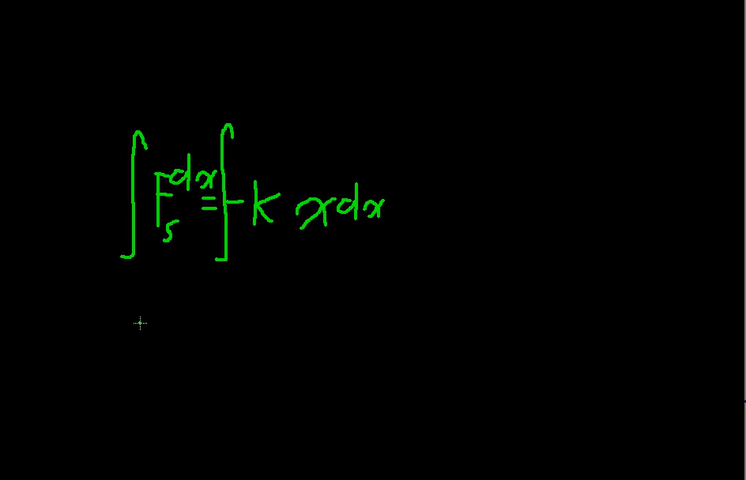 ∫ F_s dx = ∫ -k x dx